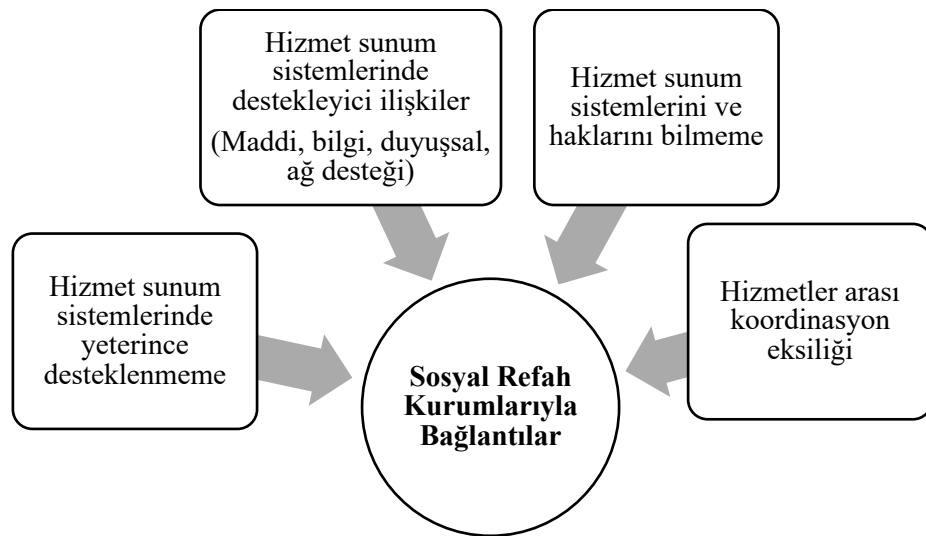 Hizmet sunum
sistemlerinde
destekleyici ilişkiler
(Maddi, bilgi, duyuşsal,
ağ desteği)
Hizmet sunum
sistemlerini ve
haklarını bilmeme
Hizmet sunum
sistemlerinde
yeterince
desteklenmeme
Hizmetler arası
koordinasyon
eksiliği
Sosyal Refah
Kurumlarıyla
Bağlantılar